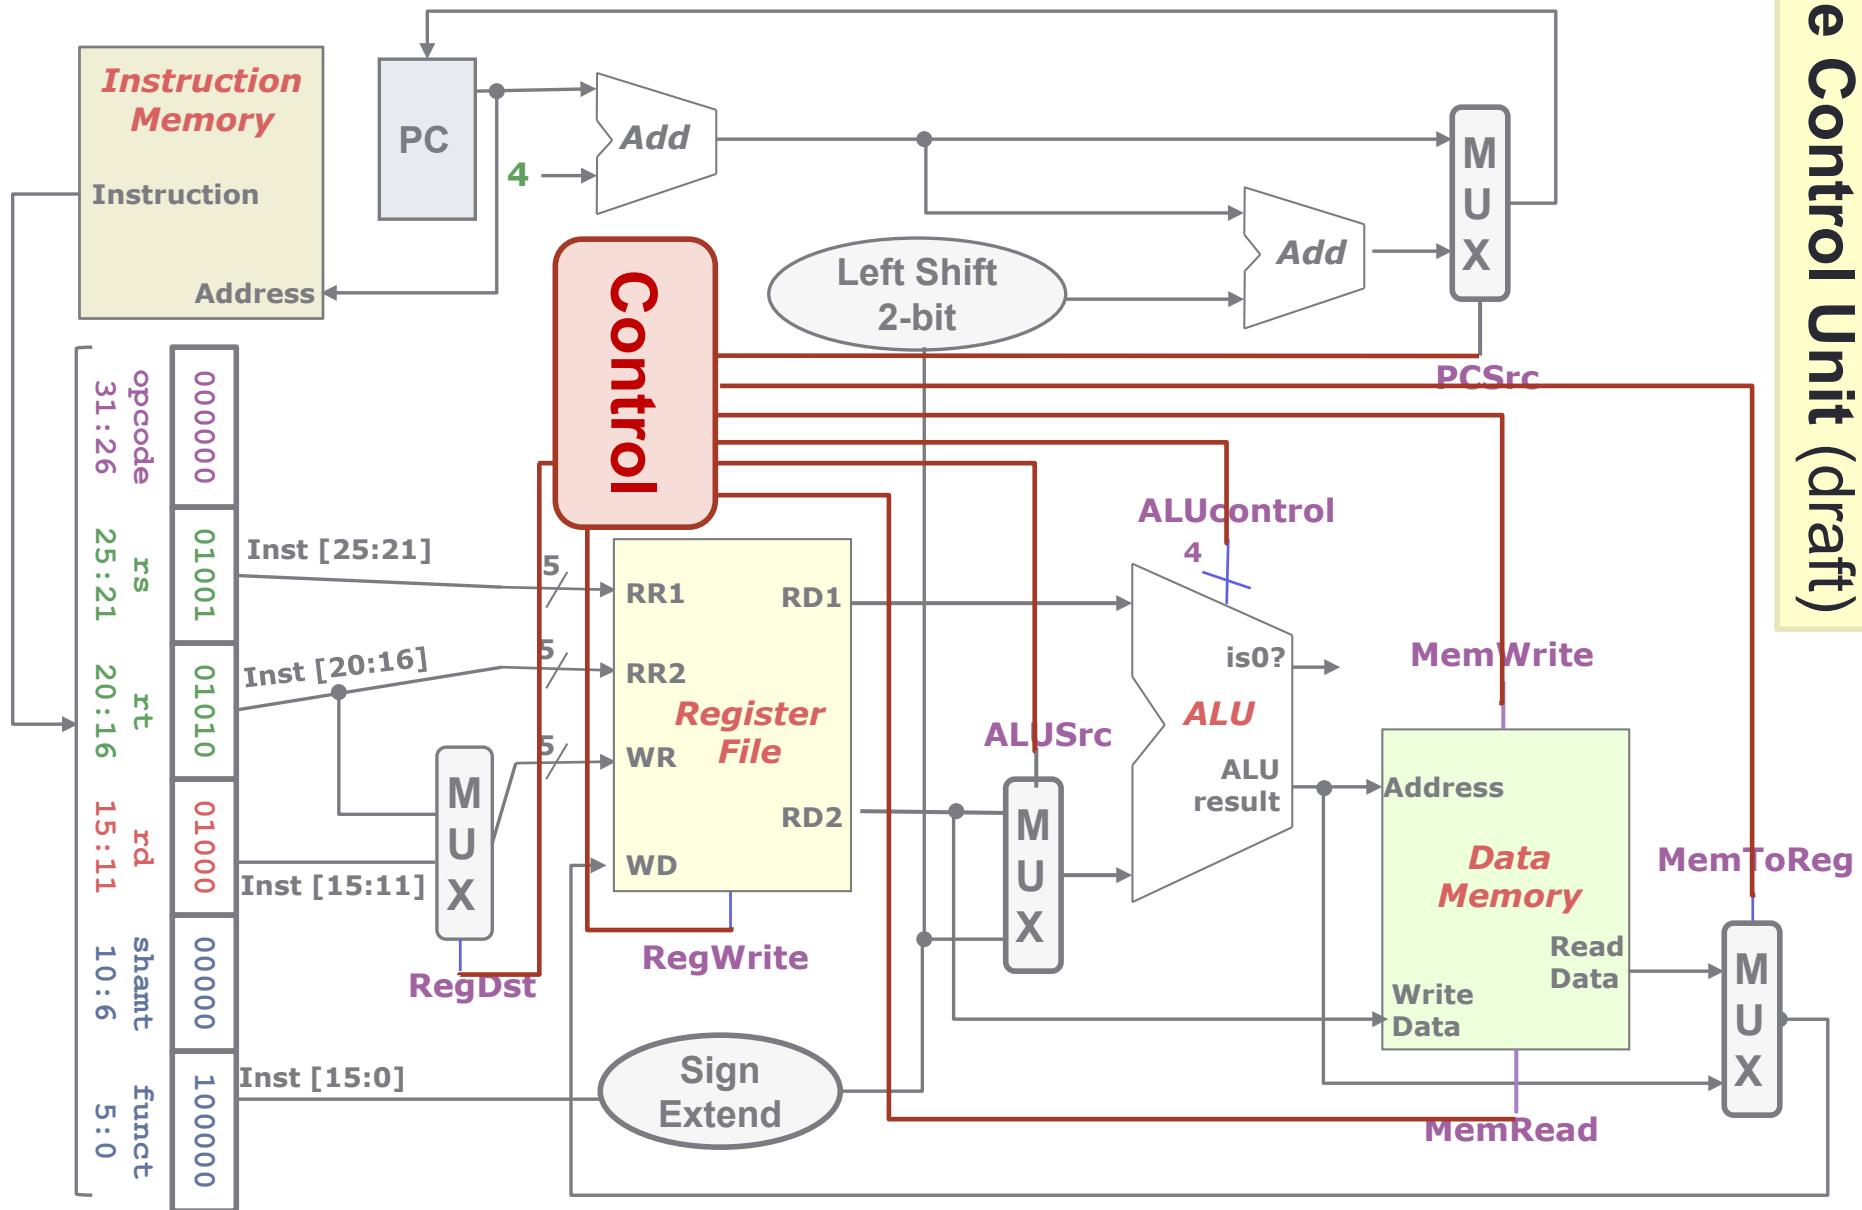 e Control Unit (draft)
Instruction
Memory
Instruction
Address
PC
4
Add
Add
M
U
X
Left Shift
2-bit
Control
PCSrc
opcode
31:26
000000
rs
25:21
01001
rt
20:16
01010
rd
15:11
01000
shamt
10:6
00000
funct
5:0
100000
Inst [25:21]
5
Inst [20:16]
5
5
Inst [15:11]
Inst [15:0]
M
U
X
RegDst
RR1
RR2
WR
WD
RD1
RD2
Register
File
RegWrite
Sign
Extend
ALUSrc
M
U
X
ALUcontrol
4
is0?
ALU
ALU
result
MemWrite
Address
Data
Memory
Read
Data
Write
Data
MemRead
MemToReg
M
U
X